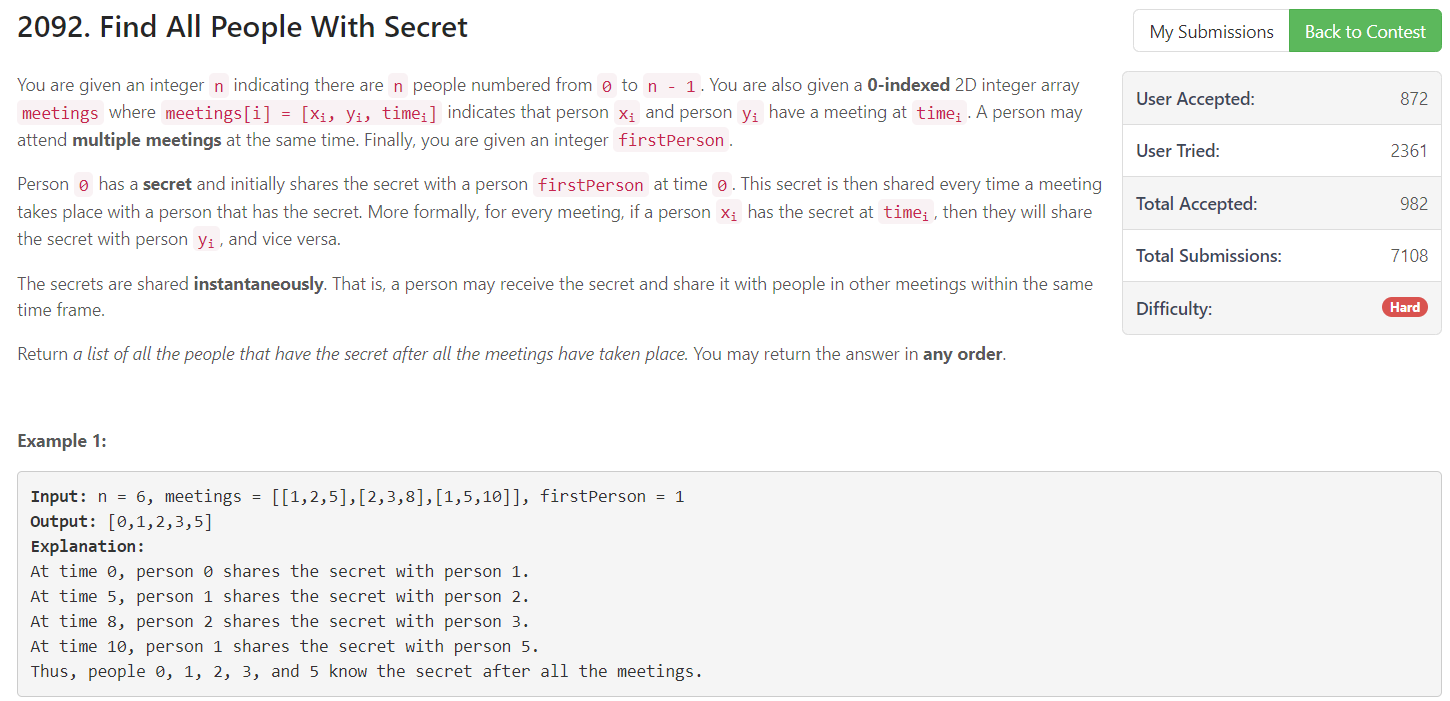 2092. Find All People With Secret
My Submissions
Back to Contest
You are given an integer n indicating there are n people numbered from 0 to n - 1. You are also given a 0-indexed 2D integer array
meetings where meetings[i] = [xi, yi, timei] indicates that person xi and person yi have a meeting at timei. A person may
attend multiple meetings at the same time. Finally, you are given an integer firstPerson.
Person 0 has a secret and initially shares the secret with a person firstPerson at time 0. This secret is then shared every time a meeting
takes place with a person that has the secret. More formally, for every meeting, if a person xi has the secret at timei, then they will share
the secret with person yi, and vice versa.
The secrets are shared instantaneously. That is, a person may receive the secret and share it with people in other meetings within the same
time frame.
Return a list of all the people that have the secret after all the meetings have taken place. You may return the answer in any order.
User Accepted: 872
User Tried: 2361
Total Accepted: 982
Total Submissions: 7108
Difficulty: Hard
Example 1:
Input: n = 6, meetings = [[1,2,5],[2,3,8],[1,5,10]], firstPerson = 1
Output: [0,1,2,3,5]
Explanation:
At time 0, person 0 shares the secret with person 1.
At time 5, person 1 shares the secret with person 2.
At time 8, person 2 shares the secret with person 3.
At time 10, person 1 shares the secret with person 5.
Thus, people 0, 1, 2, 3, and 5 know the secret after all the meetings.